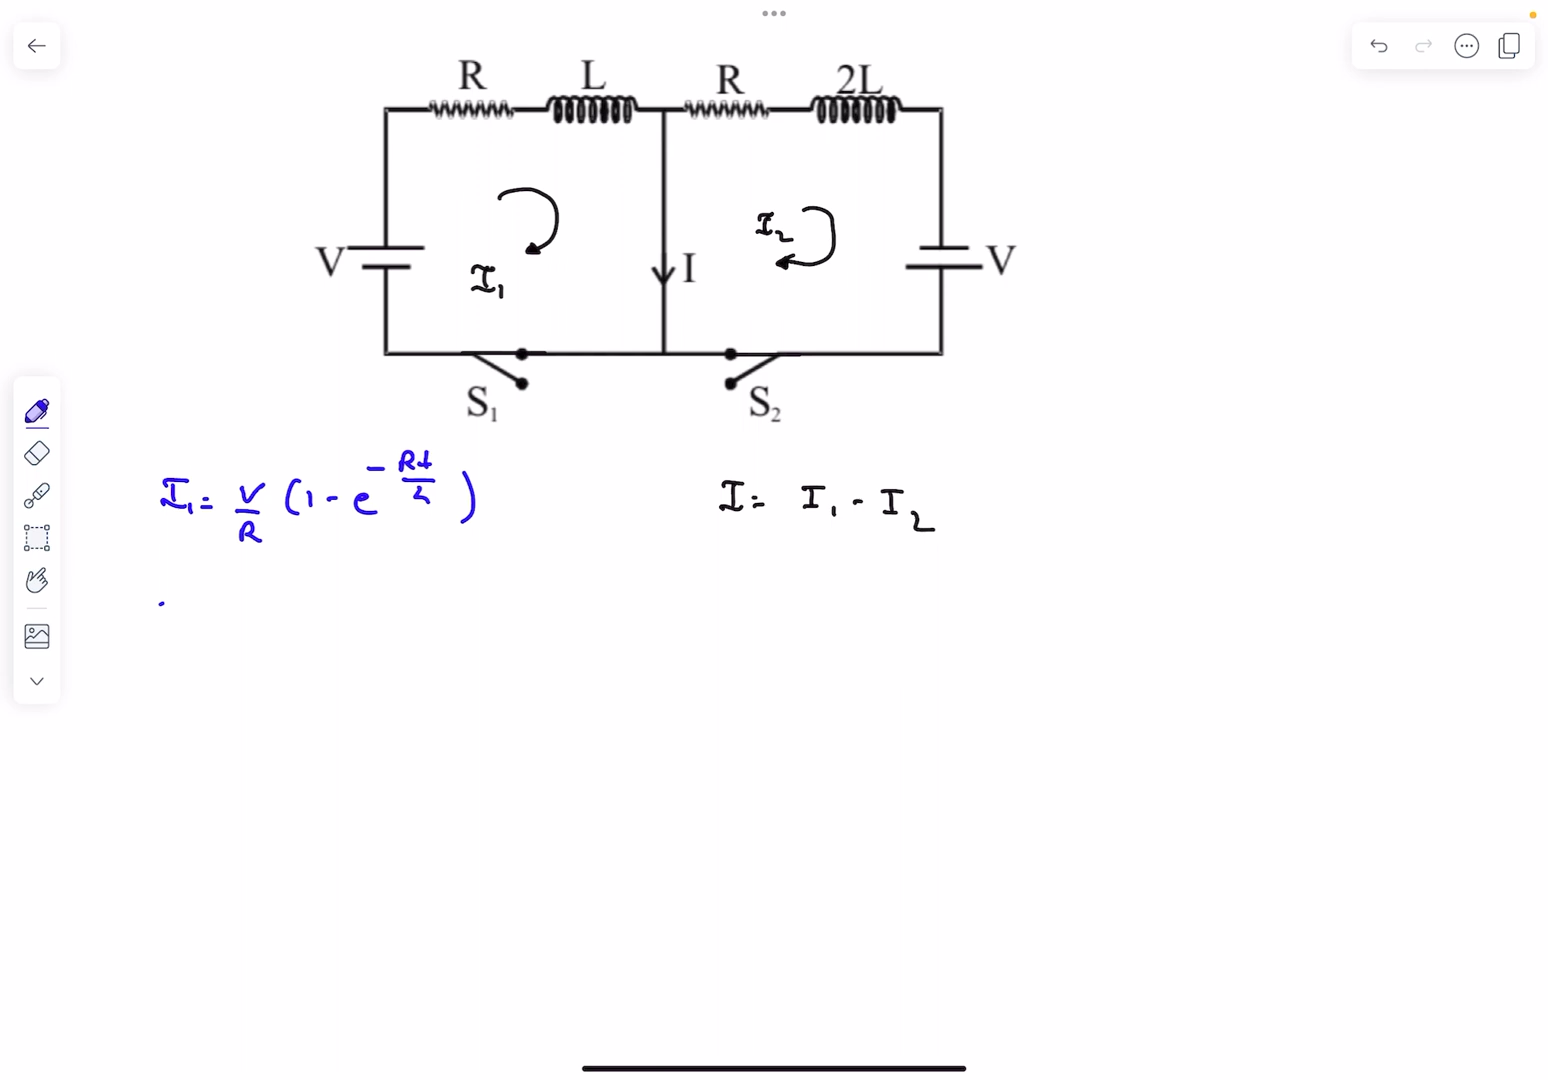 R L R 2L
V I₁ I I₂ V
S₁ S₂
I₁ = V/R (1 - e^(-Rt/L))
I = I₁ - I₂